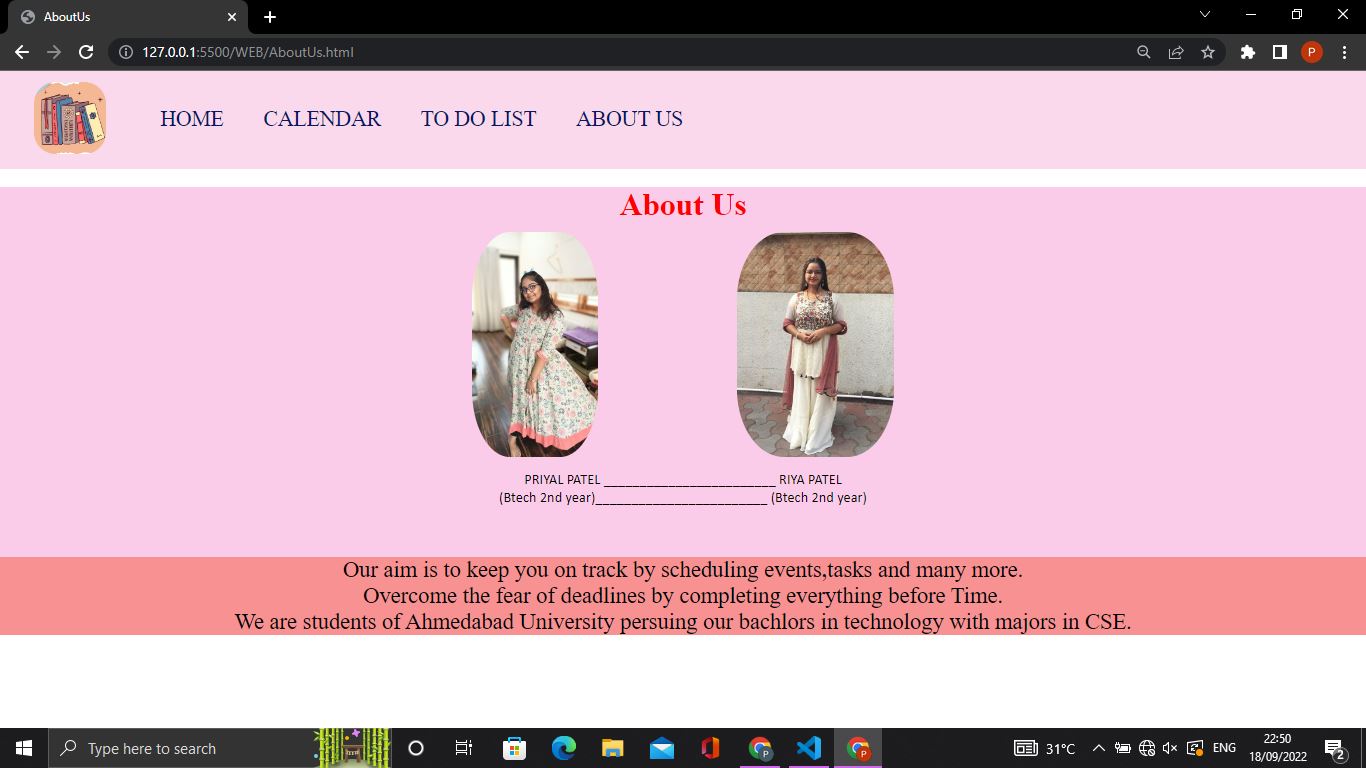 AboutUs
127.0.0.1:5500/WEB/AboutUs.html
P
HOME CALENDAR TO DO LIST ABOUT US
About Us
PRIYAL PATEL ________________________ RIYA PATEL
(Btech 2nd year)________________________ (Btech 2nd year)
Our aim is to keep you on track by scheduling events,tasks and many more.
Overcome the fear of deadlines by completing everything before Time.
We are students of Ahmedabad University persuing our bachlors in technology with majors in CSE.
Type here to search
31°C
ENG
22:50
18/09/2022
2